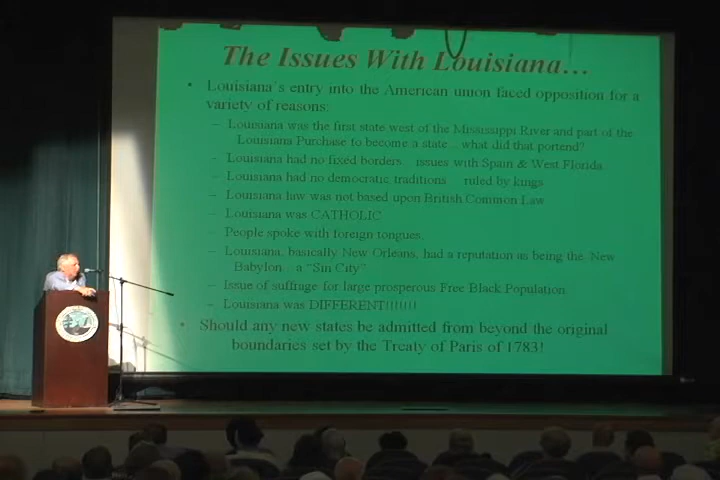 The Issues With Louisiana…
• Louisiana's entry into the American union faced opposition for a
variety of reasons:
– Louisiana was the first state west of the Mississippi River and part of the
Louisiana Purchase to become a state… what did that portend?
– Louisiana had no fixed borders issues with Spain & West Florida
– Louisiana had no democratic traditions ruled by kings
– Louisiana law was not based upon British Common Law
– Louisiana was CATHOLIC
– People spoke with foreign tongues.
– Louisiana, basically New Orleans, had a reputation as being the New
Babylon… a "Sin City"
– Issue of suffrage for large prosperous Free Black Population
– Louisiana was DIFFERENT!!!!!!!
• Should any new states be admitted from beyond the original
boundaries set by the Treaty of Paris of 1783!